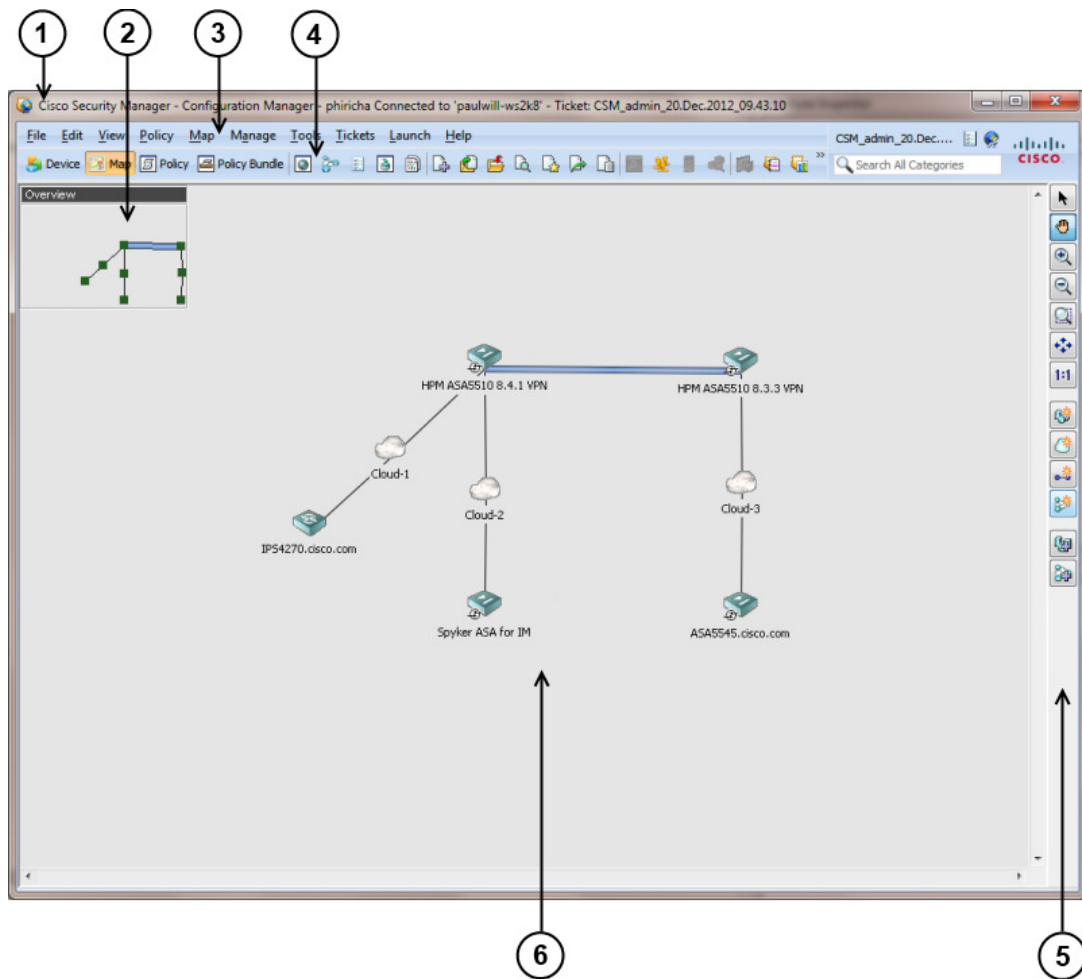 1 2 3 4
Cisco Security Manager - Configuration Manager - phiricha Connected to 'paulwill-ws2k8' - Ticket: CSM_admin_20.Dec.2012_09.43.10
File Edit View Policy Map Manage Tools Tickets Launch Help
CSM_admin_20.Dec....
Device Map Policy Policy Bundle
»
Search All Categories
CISCO
Overview
1:1
HPM ASA5510 8.4.1 VPN
HPM ASA5510 8.3.3 VPN
Cloud-1
Cloud-2
Cloud-3
IPS4270.cisco.com
Spyker ASA for IM
ASA5545.cisco.com
6 5